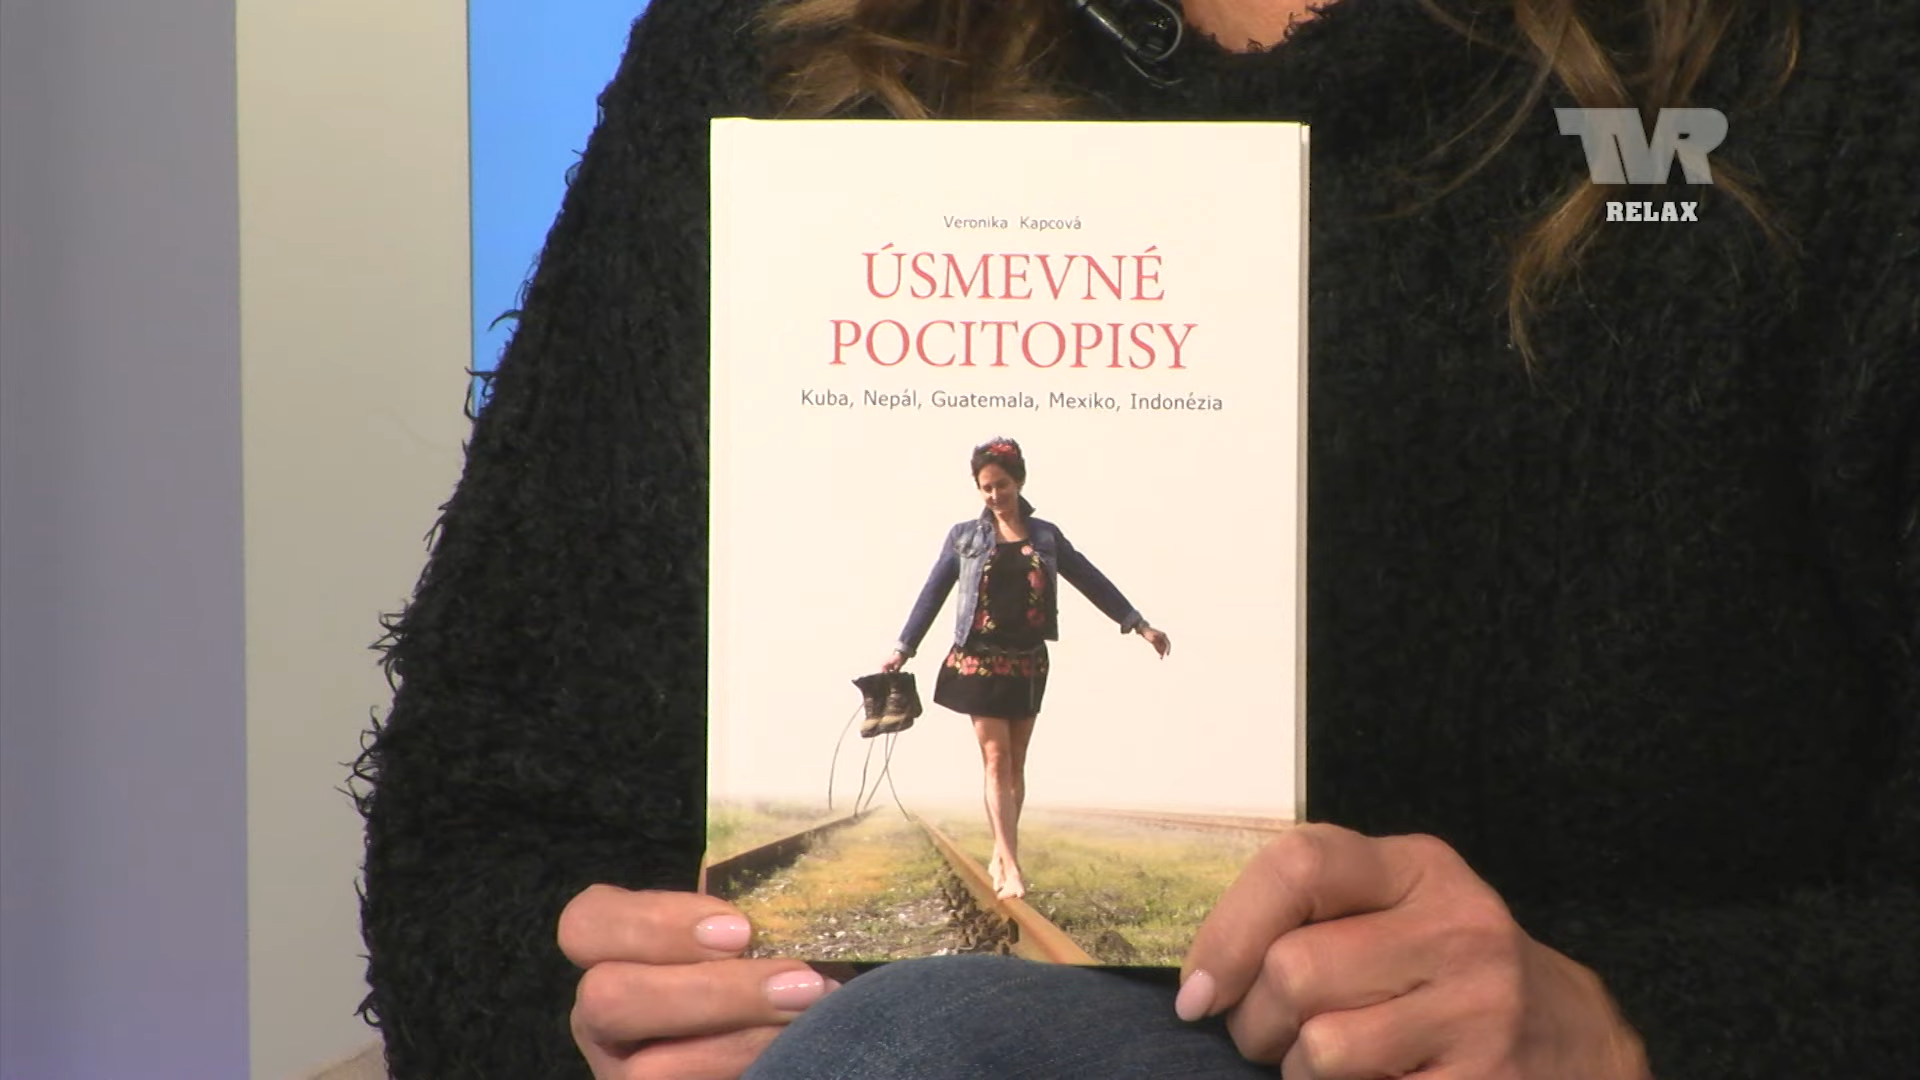 Veronika Kapcová
ÚSMEVNÉ
POCITOPISY
Kuba, Nepál, Guatemala, Mexiko, Indonézia
TVR
RELAX